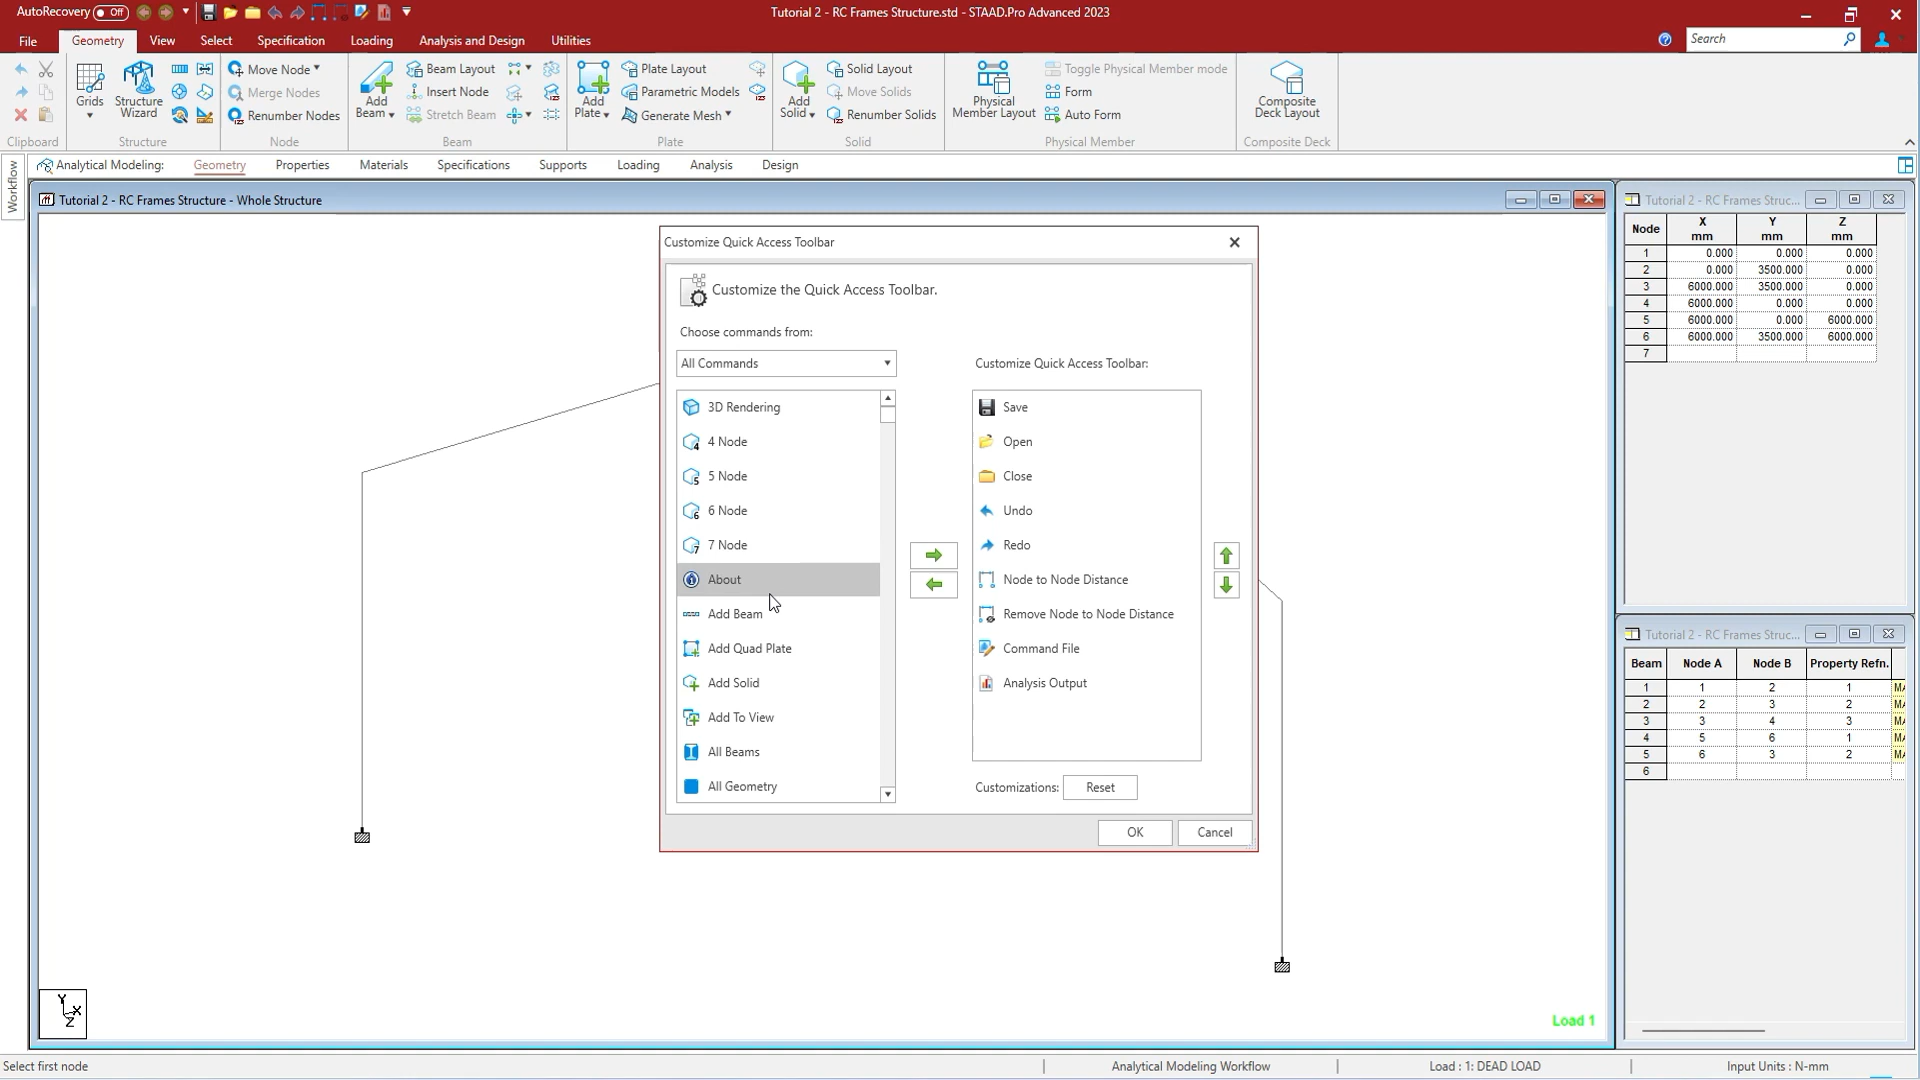 AutoRecovery Off
Tutorial 2 - RC Frames Structure.std - STAAD.Pro Advanced 2023
File Geometry View Select Specification Loading Analysis and Design Utilities
Search
Grids
Structure Wizard
Structure
Clipboard
Move Node
Merge Nodes
Renumber Nodes
Node
Add Beam
Beam Layout
Insert Node
Stretch Beam
Beam
Add Plate
Plate Layout
Parametric Models
Generate Mesh
Plate
Add Solid
Solid Layout
Move Solids
Renumber Solids
Solid
Physical Member Layout
Toggle Physical Member mode
Form
Auto Form
Physical Member
Composite Deck Layout
Composite Deck
Workflow
Analytical Modeling: Geometry Properties Materials Specifications Supports Loading Analysis Design
Tutorial 2 - RC Frames Structure - Whole Structure
Customize Quick Access Toolbar
Customize the Quick Access Toolbar.
Choose commands from:
All Commands
3D Rendering
4 Node
5 Node
6 Node
7 Node
About
Add Beam
Add Quad Plate
Add Solid
Add To View
All Beams
All Geometry
Customize Quick Access Toolbar:
Save
Open
Close
Undo
Redo
Node to Node Distance
Remove Node to Node Distance
Command File
Analysis Output
Customizations: Reset
OK Cancel
Y
X
Z
Load 1
Tutorial 2 - RC Frames Struc...
Node X mm Y mm Z mm
1 0.000 0.000 0.000
2 0.000 3500.000 0.000
3 6000.000 3500.000 0.000
4 6000.000 0.000 0.000
5 6000.000 0.000 6000.000
6 6000.000 3500.000 6000.000
7
Tutorial 2 - RC Frames Struc...
Beam Node A Node B Property Refn.
1 1 2 1
2 2 3 2
3 3 4 3
4 5 6 1
5 6 3 2
6
Select first node
Analytical Modeling Workflow
Load : 1: DEAD LOAD
Input Units : N-mm